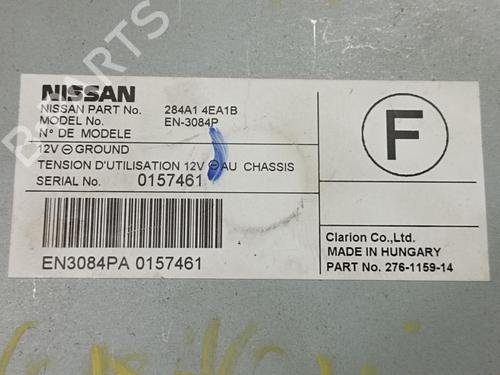 NISSAN
NISSAN PART No. 284A1 4EA1B
MODEL No. EN-3084P
N° DE MODELE
12V ⊖ GROUND
TENSION D'UTILISATION 12V ⊖ AU CHASSIS
SERIAL No. 0157461
EN3084PA 0157461
F
Clarion Co.,Ltd.
MADE IN HUNGARY
PART No. 276-1159-14